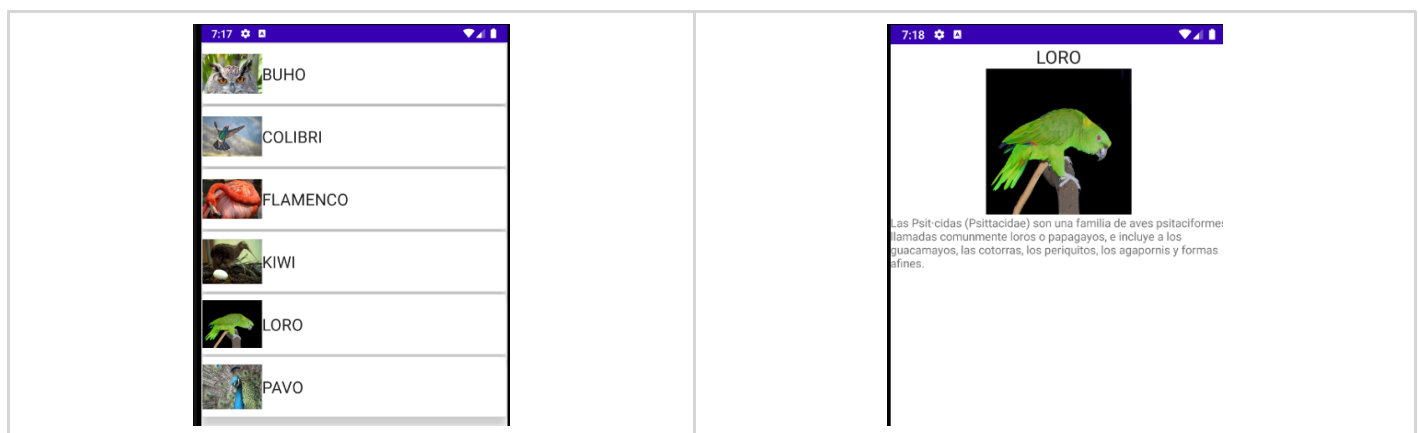 7:17
BUHO
COLIBRI
FLAMENCO
KIWI
LORO
PAVO
7:18
LORO
Las Psit·cidas (Psittacidae) son una familia de aves psitaciformes
llamadas comunmente loros o papagayos, e incluye a los
guacamayos, las cotorras, los periquitos, los agapornis y formas
afines.